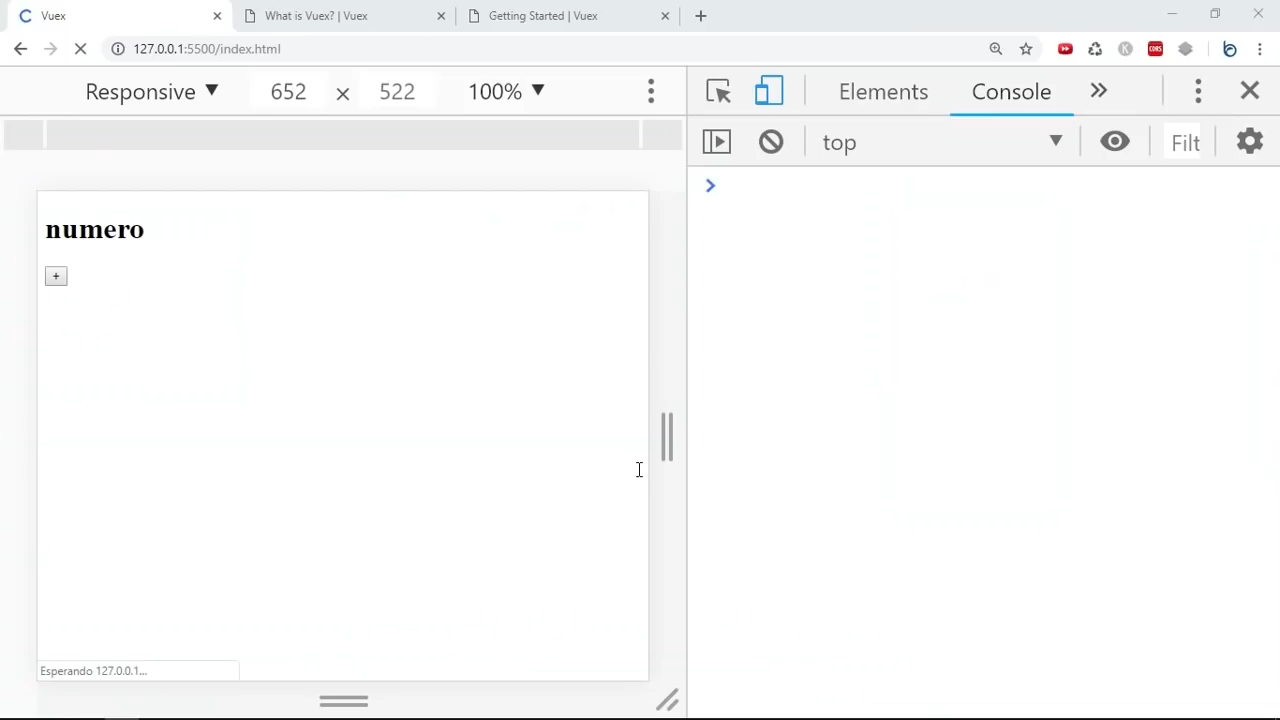 Vuex
What is Vuex? | Vuex
Getting Started | Vuex
127.0.0.1:5500/index.html
CORS
Responsive ▼ 652 × 522 100% ▼
Elements Console »
top ▼ Filt
numero
+
Esperando 127.0.0.1...